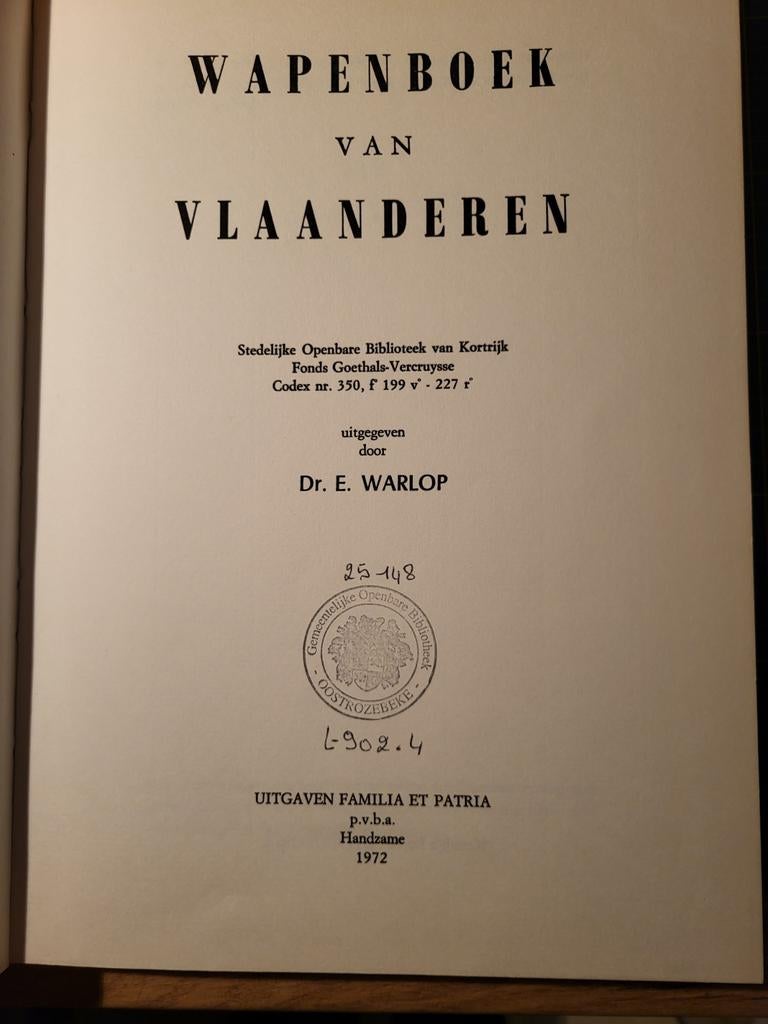 WAPENBOEK
VAN
VLAANDEREN
Stedelijke Openbare Biblioteek van Kortrijk
Fonds Goethals-Vercruysse
Codex nr. 350, f° 199 v° - 227 r°
uitgegeven
door
Dr. E. WARLOP
25-148
Gemeentelijke Openbare Bibliotheek
- OOSTROZEBEKE -
L-902.4
UITGAVEN FAMILIA ET PATRIA
p.v.b.a.
Handzame
1972